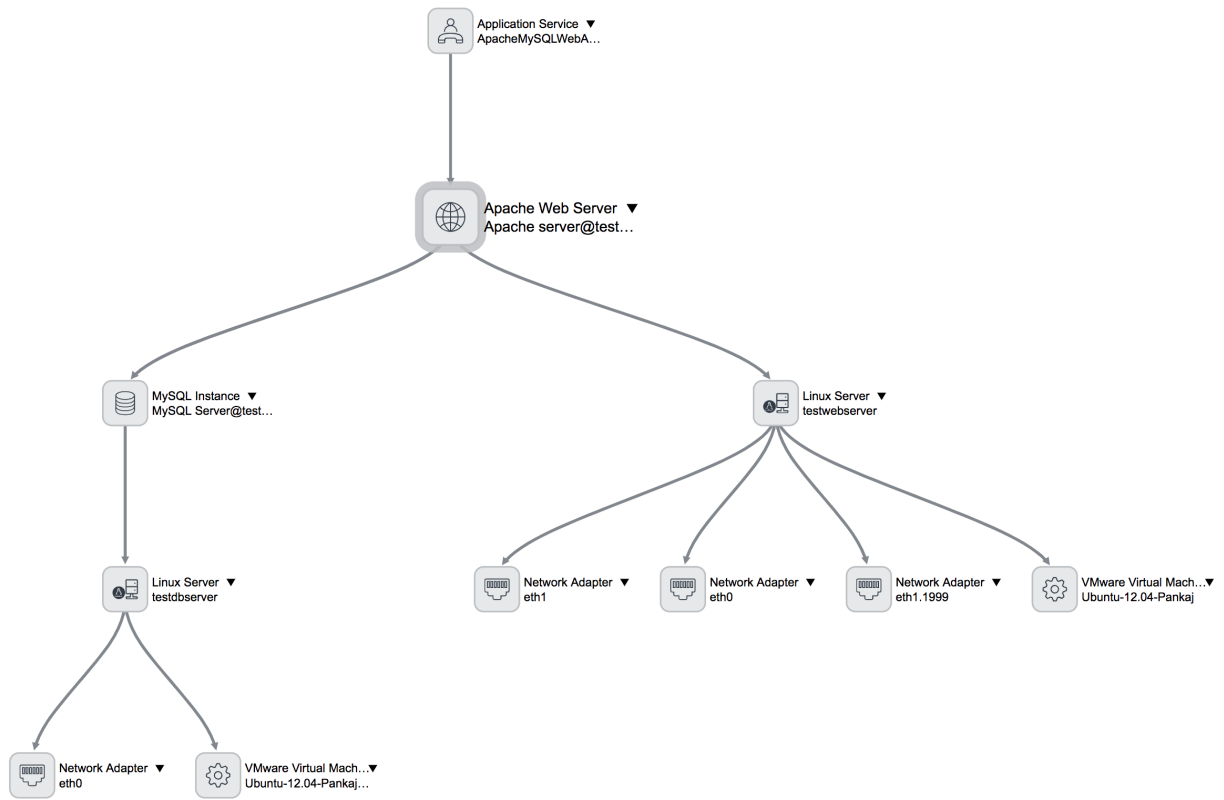 Application Service
ApacheMySQLWebA...
Apache Web Server
Apache server@test...
MySQL Instance
MySQL Server@test...
Linux Server
testwebserver
Linux Server
testdbserver
Network Adapter
eth1
Network Adapter
eth0
Network Adapter
eth1.1999
VMware Virtual Mach...
Ubuntu-12.04-Pankaj
Network Adapter
eth0
VMware Virtual Mach...
Ubuntu-12.04-Pankaj...